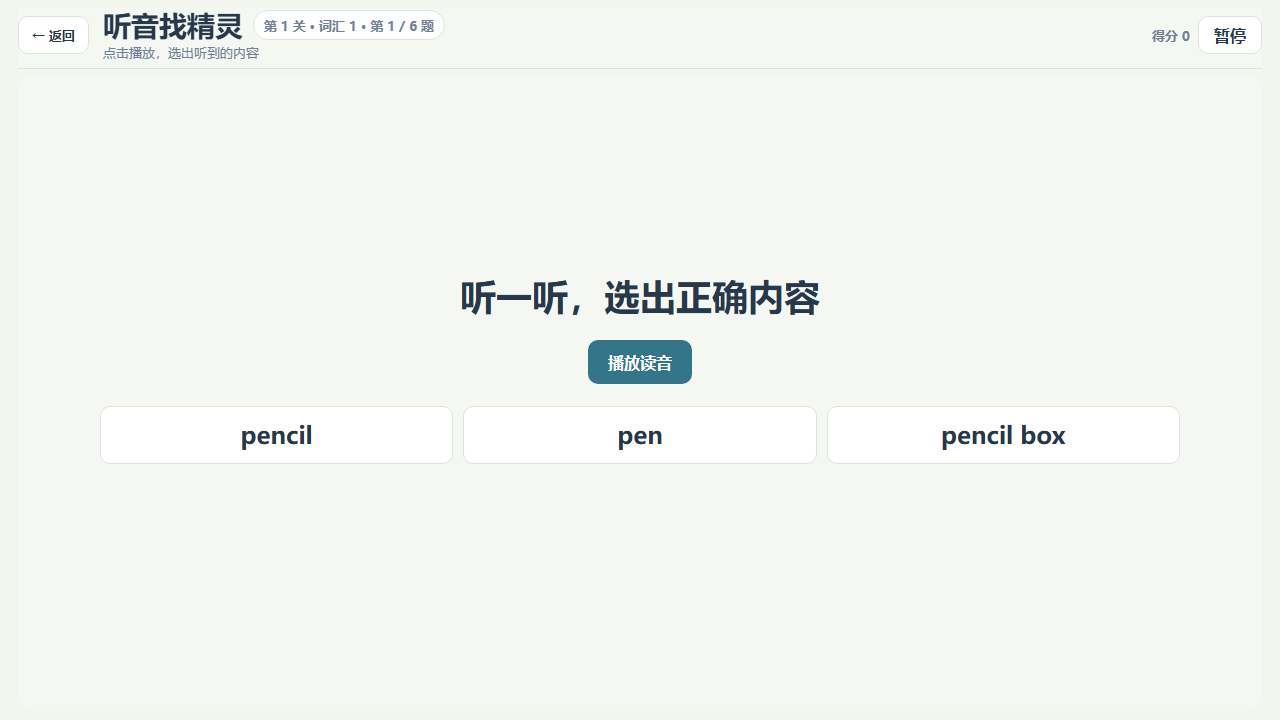 ← 返回
听音找精灵
第 1 关 • 词汇 1 • 第 1 / 6 题
点击播放，选出听到的内容
得分 0
暂停
听一听，选出正确内容
播放读音
pencil
pen
pencil box